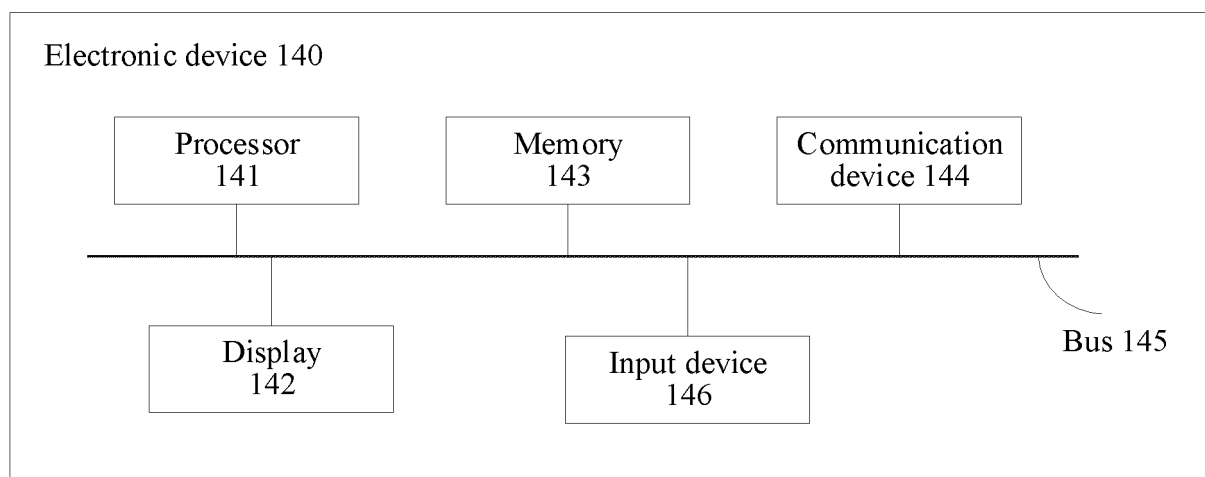 Electronic device 140
Processor
141
Memory
143
Communication
device 144
Display
142
Input device
146
Bus 145